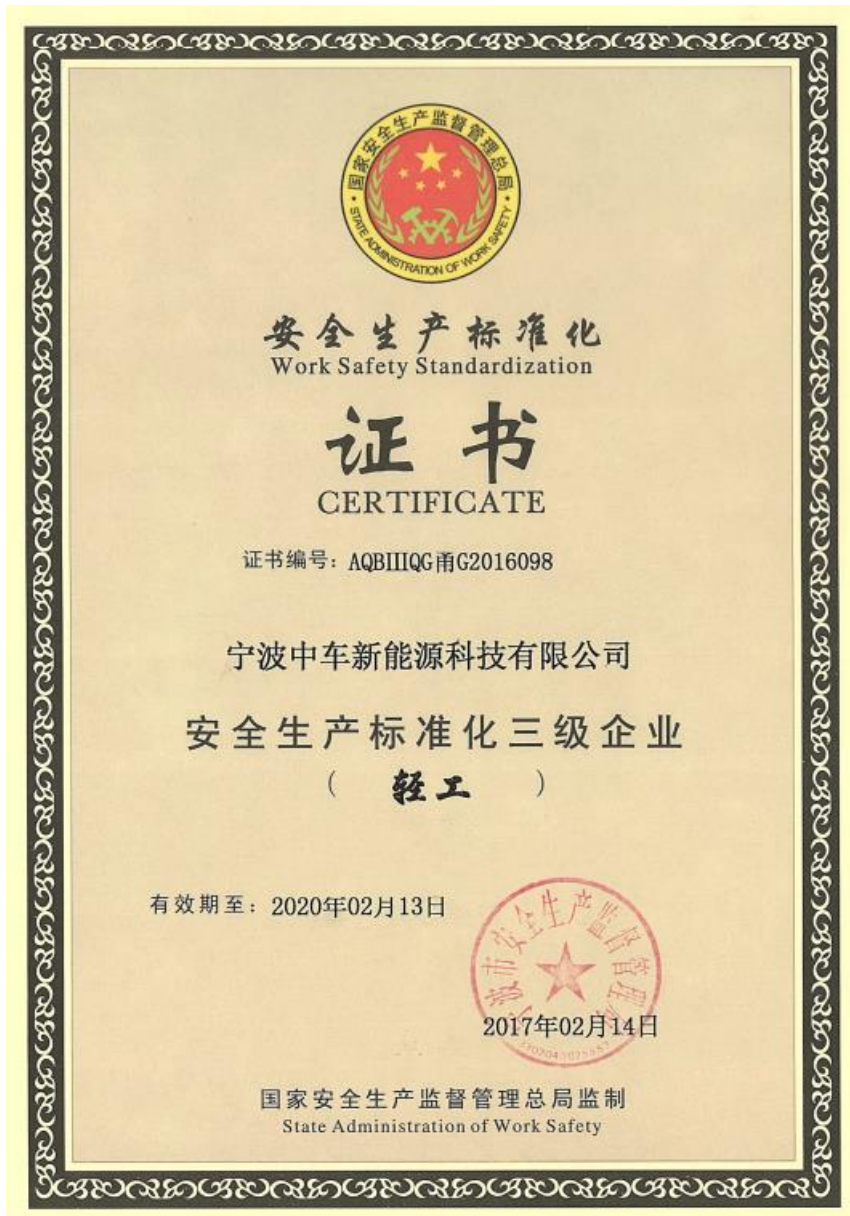 国家安全生产监督管理总局
STATE ADMINISTRATION OF WORK SAFETY
安全生产标准化
Work Safety Standardization
证书
CERTIFICATE
证书编号：AQBIIIQG甬G2016098
宁波中车新能源科技有限公司
安全生产标准化三级企业
（ 轻工 ）
有效期至：2020年02月13日
宁波市安全生产监督管理局
2017年02月14日
国家安全生产监督管理总局监制
State Administration of Work Safety